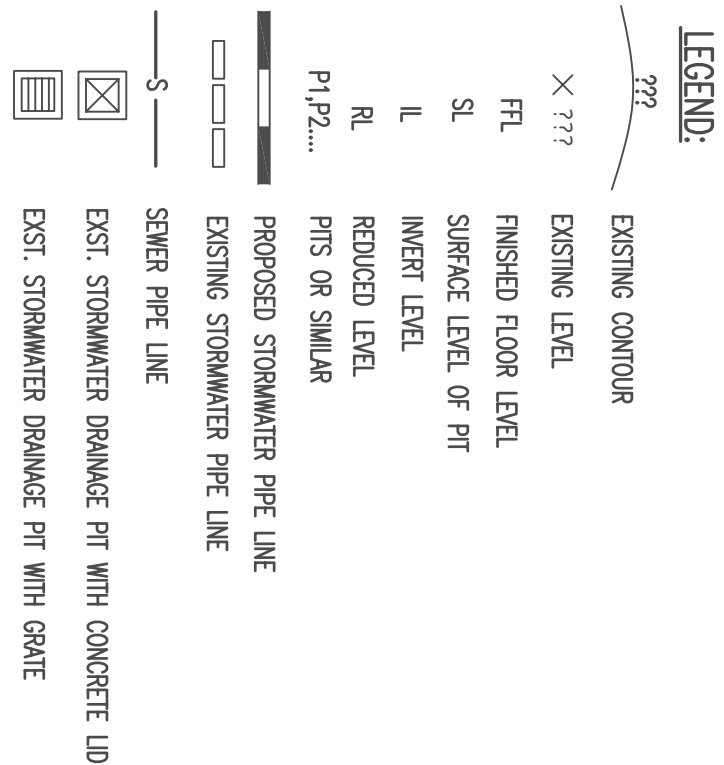 LEGEND:
??? EXISTING CONTOUR
??? EXISTING LEVEL
FFL FINISHED FLOOR LEVEL
SL SURFACE LEVEL OF PIT
IL INVERT LEVEL
RL REDUCED LEVEL
P1,P2.... PITS OR SIMILAR
PROPOSED STORMWATER PIPE LINE
EXISTING STORMWATER PIPE LINE
S SEWER PIPE LINE
EXST. STORMWATER DRAINAGE PIT WITH CONCRETE LID
EXST. STORMWATER DRAINAGE PIT WITH GRATE